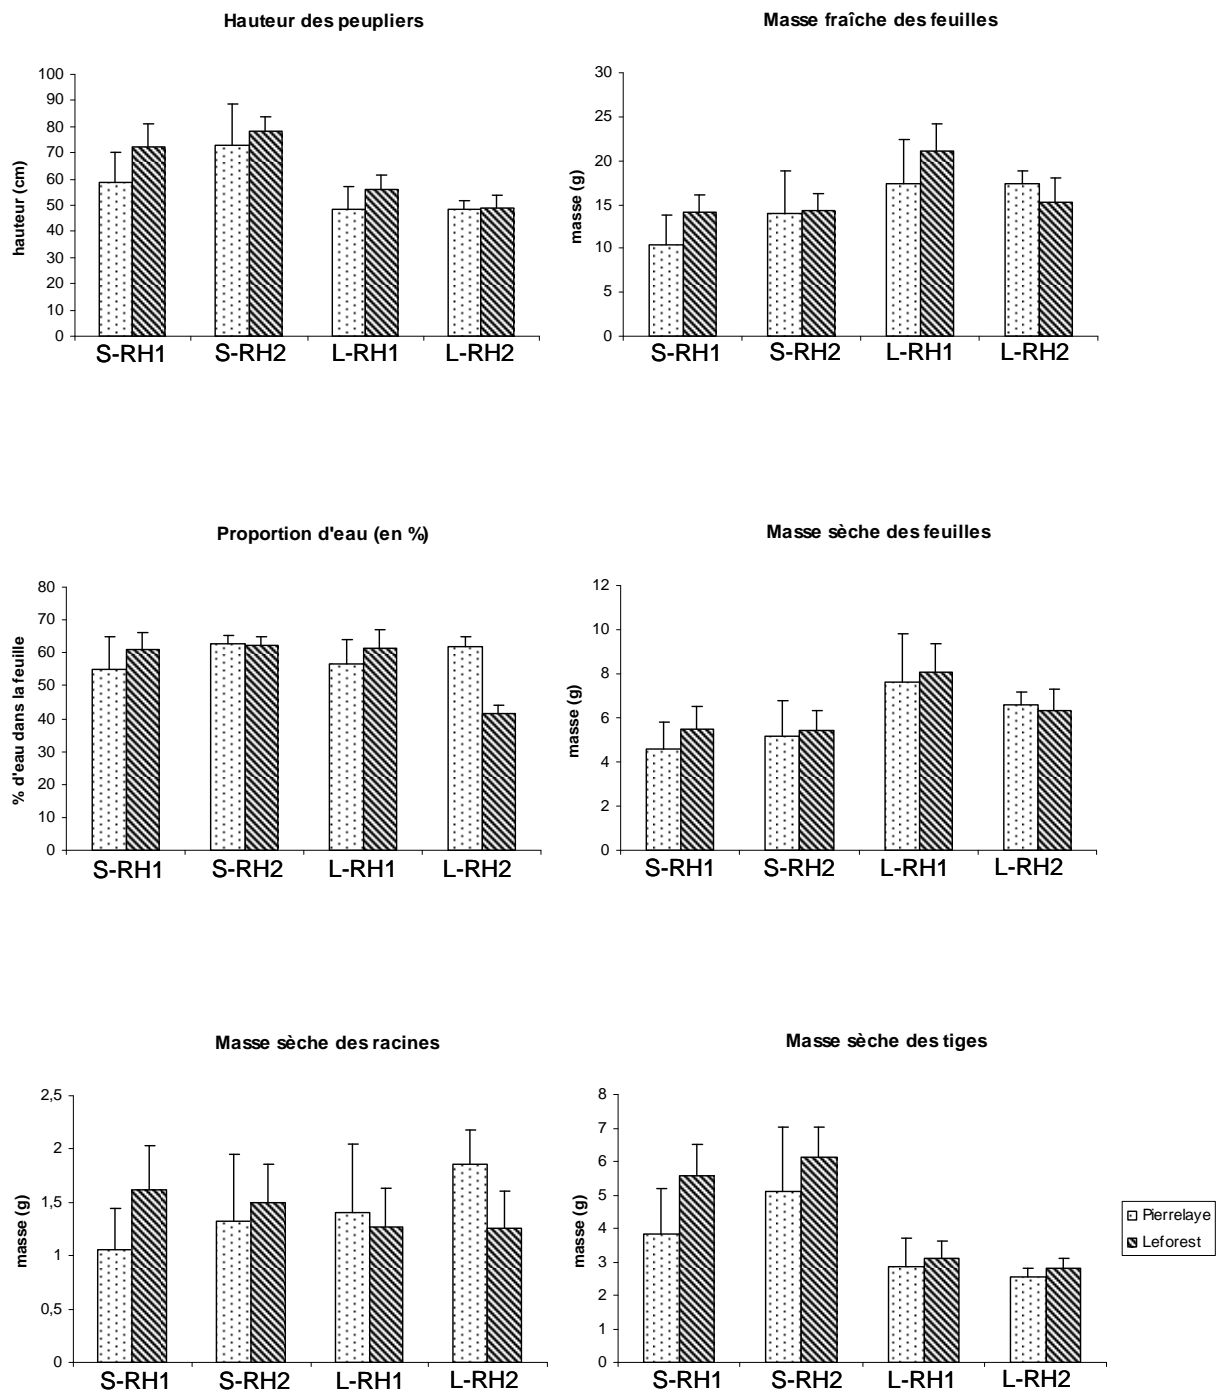 Hauteur des peupliers
hauteur (cm)
100
90
80
70
60
50
40
30
20
10
0
S-RH1 S-RH2 L-RH1 L-RH2
Masse fraîche des feuilles
masse (g)
30
25
20
15
10
5
0
S-RH1 S-RH2 L-RH1 L-RH2
Proportion d'eau (en %)
% d'eau dans la feuille
80
70
60
50
40
30
20
10
0
S-RH1 S-RH2 L-RH1 L-RH2
Masse sèche des feuilles
masse (g)
12
10
8
6
4
2
0
S-RH1 S-RH2 L-RH1 L-RH2
Masse sèche des racines
masse (g)
2,5
2
1,5
1
0,5
0
S-RH1 S-RH2 L-RH1 L-RH2
Masse sèche des tiges
masse (g)
8
7
6
5
4
3
2
1
0
S-RH1 S-RH2 L-RH1 L-RH2
Pierrelaye
Leforest